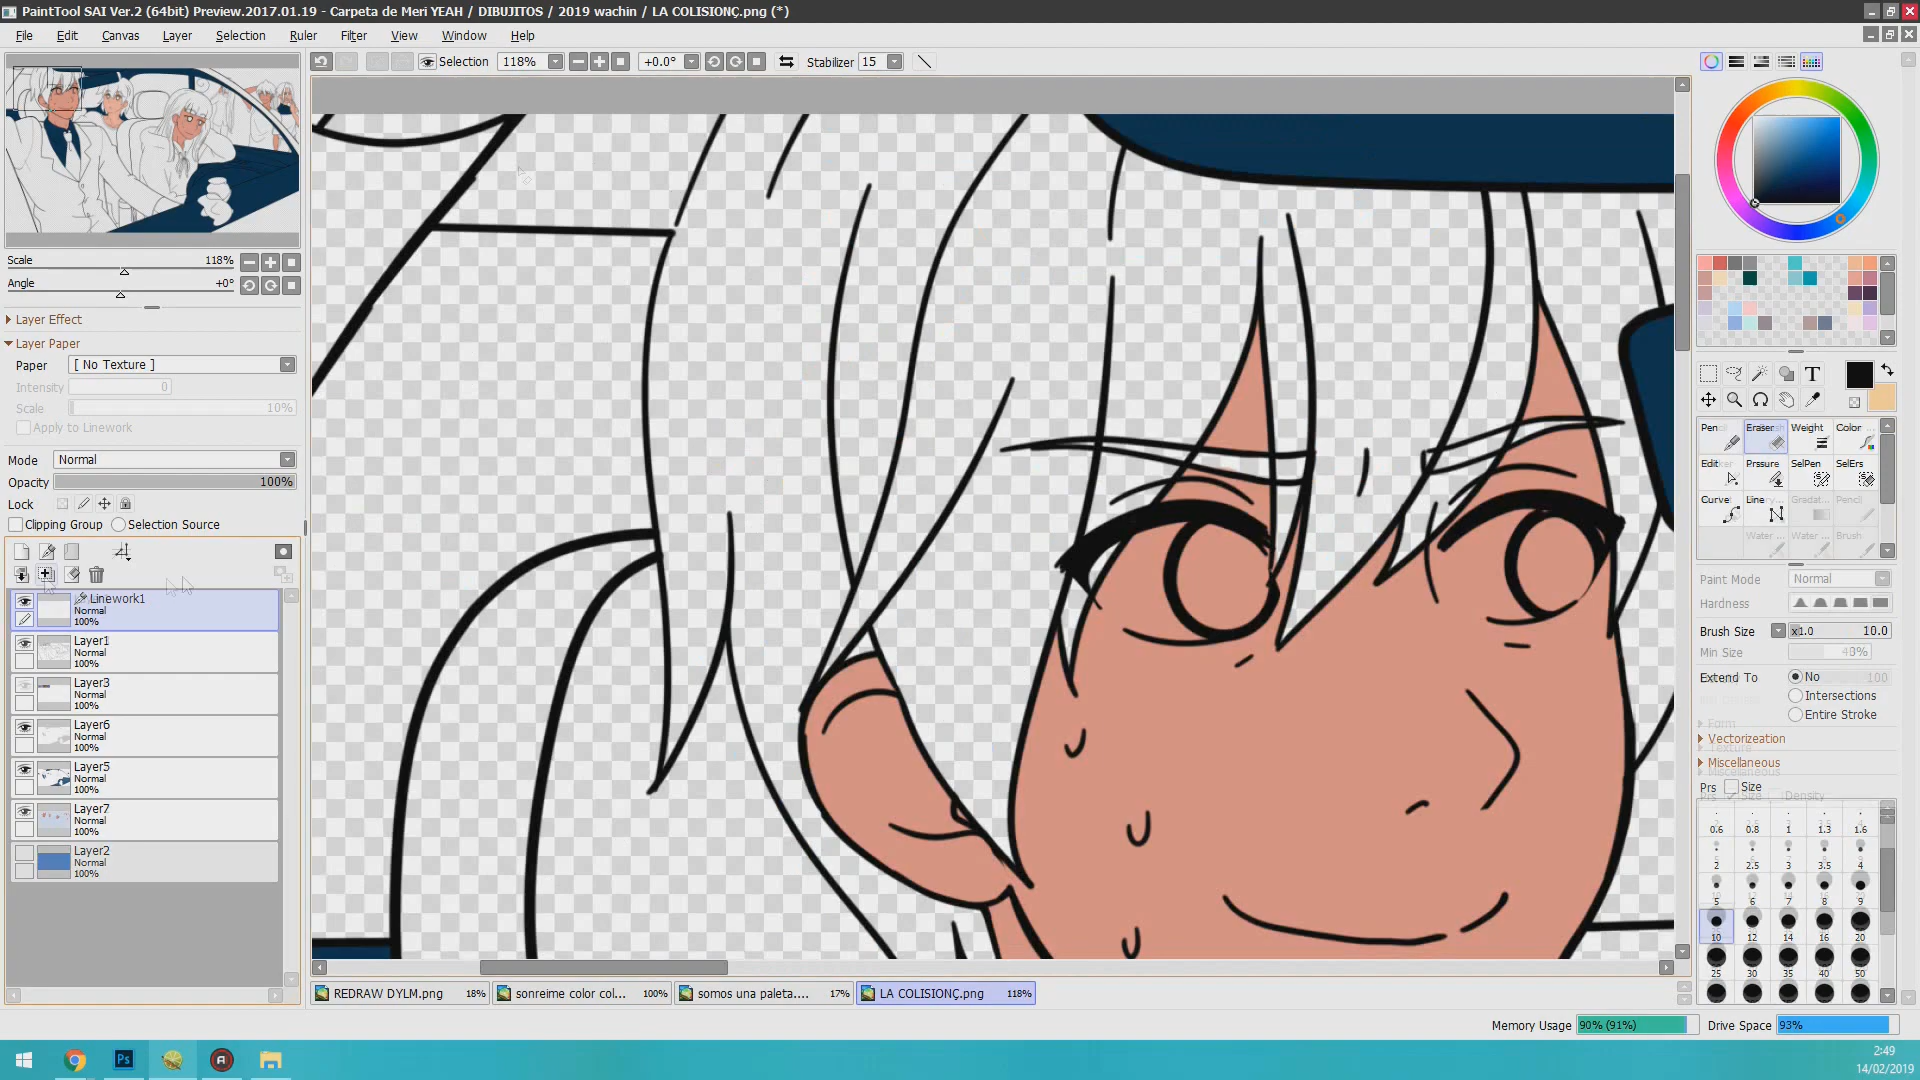 PaintTool SAI Ver.2 (64bit) Preview.2017.01.19 - Carpeta de Meri YEAH / DIBUJITOS / 2019 wachin / LA COLISIONÇ.png (*)
File Edit Canvas Layer Selection Ruler Filter View Window Help
Selection 118% +0.0° Stabilizer 15
Scale 118%
Angle +0°
Layer Effect
Layer Paper
Paper [ No Texture ]
Intensity 0
Scale 10%
Apply to Linework
Mode Normal
Opacity 100%
Lock
Clipping Group Selection Source
Linework1
Normal
100%
Layer1
Normal
100%
Layer3
Normal
100%
Layer6
Normal
100%
Layer5
Normal
100%
Layer7
Normal
100%
Layer2
Normal
100%
T
Pen Eraser Weight Color
Edit Prssure SelPen SelErs
Curve Line Gradat... Pencil
Water ... Water ... Brush
Paint Mode Normal
Hardness
Brush Size x1.0 10.0
Min Size
Extend To No 100
Intersections
Entire Stroke
Vectorizeation
Miscellaneous
Prs Size Density
0.6 0.8 1 1.3 1.6
2 2.5 3 3.5 4
5 6 7 8 9
10 12 14 16 20
25 30 35 40 50
REDRAW DYLM.png 18% sonreime color col... 100% somos una paleta.... 17% LA COLISIONÇ.png 118%
Memory Usage 90% (91%) Drive Space 93%
Ps
2:49
14/02/2019